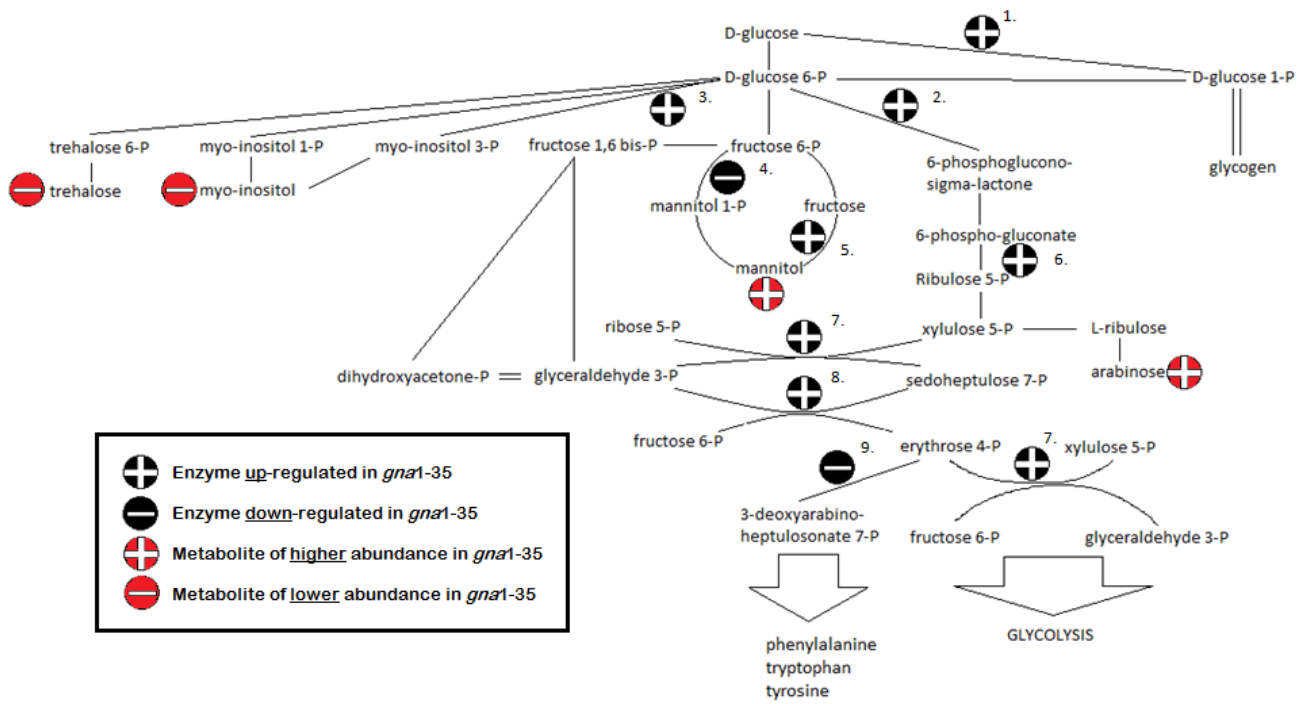 1.
D-glucose
D-glucose 6-P
D-glucose 1-P
3.
2.
trehalose 6-P
myo-inositol 1-P
myo-inositol 3-P
fructose 1,6 bis-P
fructose 6-P
6-phosphoglucono-
sigma-lactone
glycogen
trehalose
myo-inositol
4.
mannitol 1-P
fructose
6-phospho-gluconate
5.
6.
mannitol
Ribulose 5-P
7.
ribose 5-P
xylulose 5-P
L-ribulose
dihydroxyacetone-P
glyceraldehyde 3-P
8.
sedoheptulose 7-P
arabinose
fructose 6-P
erythrose 4-P
7.
xylulose 5-P
9.
3-deoxyarabino-
heptulosonate 7-P
fructose 6-P
glyceraldehyde 3-P
GLYCOLYSIS
phenylalanine
tryptophan
tyrosine
Enzyme up-regulated in gna1-35
Enzyme down-regulated in gna1-35
Metabolite of higher abundance in gna1-35
Metabolite of lower abundance in gna1-35